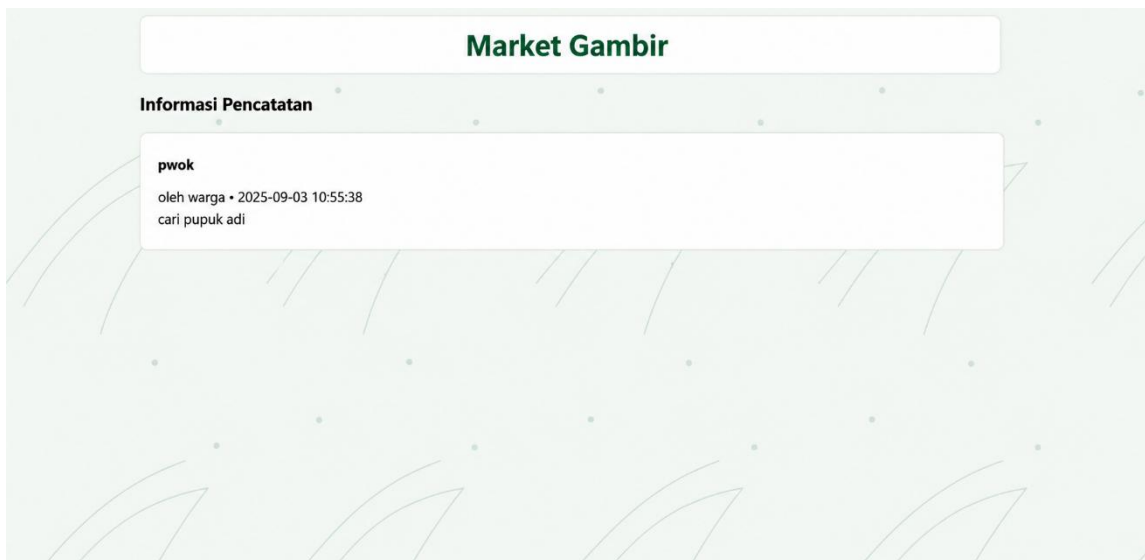 Market Gambir
Informasi Pencatatan
pwok
oleh warga • 2025-09-03 10:55:38
cari pupuk adi